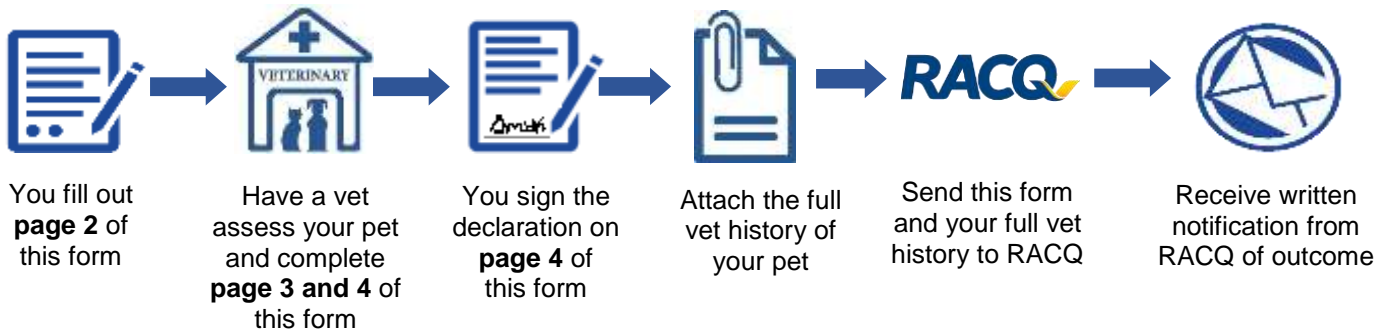 VETERINARY
Smith
RACQ
You fill out
page 2 of
this form
Have a vet
assess your pet
and complete
page 3 and 4 of
this form
You sign the
declaration on
page 4 of
this form
Attach the full
vet history of
your pet
Send this form
and your full vet
history to RACQ
Receive written
notification from
RACQ of outcome